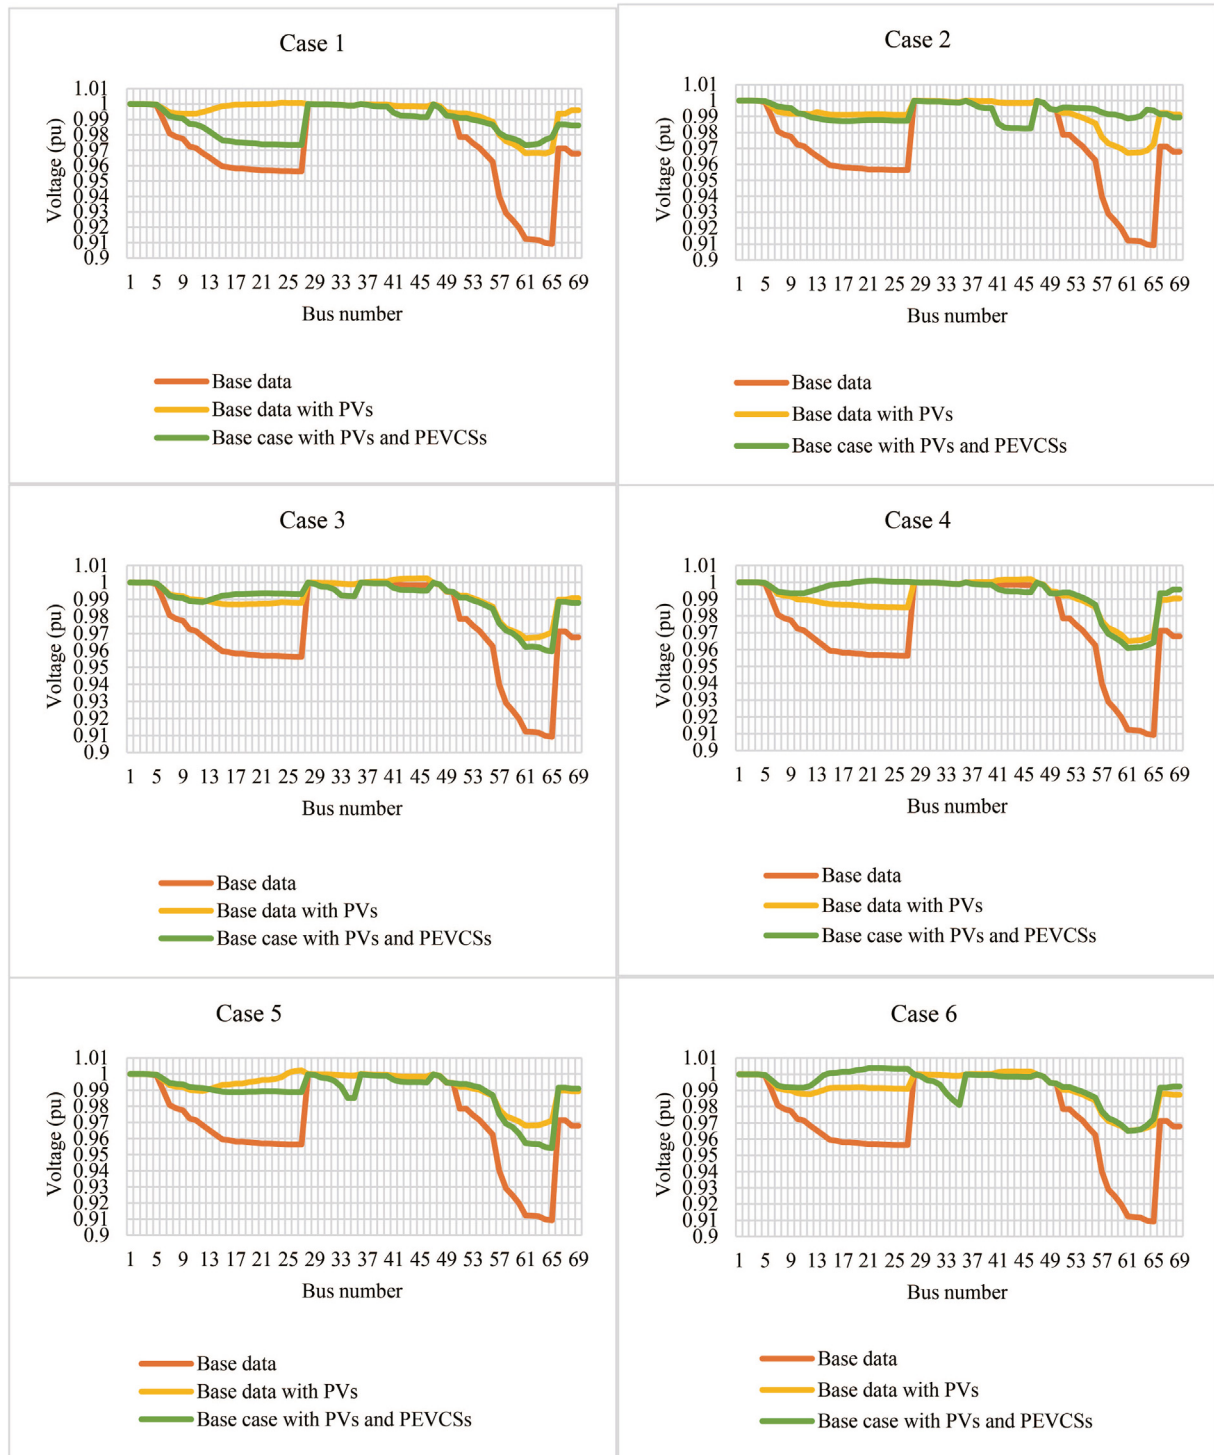 Case 1
1.01
1
0.99
0.98
0.97
0.96
0.95
0.94
0.93
0.92
0.91
0.9
Voltage (pu)
1 5 9 13 17 21 25 29 33 37 41 45 49 53 57 61 65 69
Bus number
Base data
Base data with PVs
Base case with PVs and PEVCSs
Case 2
1.01
1
0.99
0.98
0.97
0.96
0.95
0.94
0.93
0.92
0.91
0.9
Voltage (pu)
1 5 9 13 17 21 25 29 33 37 41 45 49 53 57 61 65 69
Bus number
Base data
Base data with PVs
Base case with PVs and PEVCSs
Case 3
1.01
1
0.99
0.98
0.97
0.96
0.95
0.94
0.93
0.92
0.91
0.9
Voltage (pu)
1 5 9 13 17 21 25 29 33 37 41 45 49 53 57 61 65 69
Bus number
Base data
Base data with PVs
Base case with PVs and PEVCSs
Case 4
1.01
1
0.99
0.98
0.97
0.96
0.95
0.94
0.93
0.92
0.91
0.9
Voltage (pu)
1 5 9 13 17 21 25 29 33 37 41 45 49 53 57 61 65 69
Bus number
Base data
Base data with PVs
Base case with PVs and PEVCSs
Case 5
1.01
1
0.99
0.98
0.97
0.96
0.95
0.94
0.93
0.92
0.91
0.9
Voltage (pu)
1 5 9 13 17 21 25 29 33 37 41 45 49 53 57 61 65 69
Bus number
Base data
Base data with PVs
Base case with PVs and PEVCSs
Case 6
1.01
1
0.99
0.98
0.97
0.96
0.95
0.94
0.93
0.92
0.91
0.9
Voltage (pu)
1 5 9 13 17 21 25 29 33 37 41 45 49 53 57 61 65 69
Bus number
Base data
Base data with PVs
Base case with PVs and PEVCSs